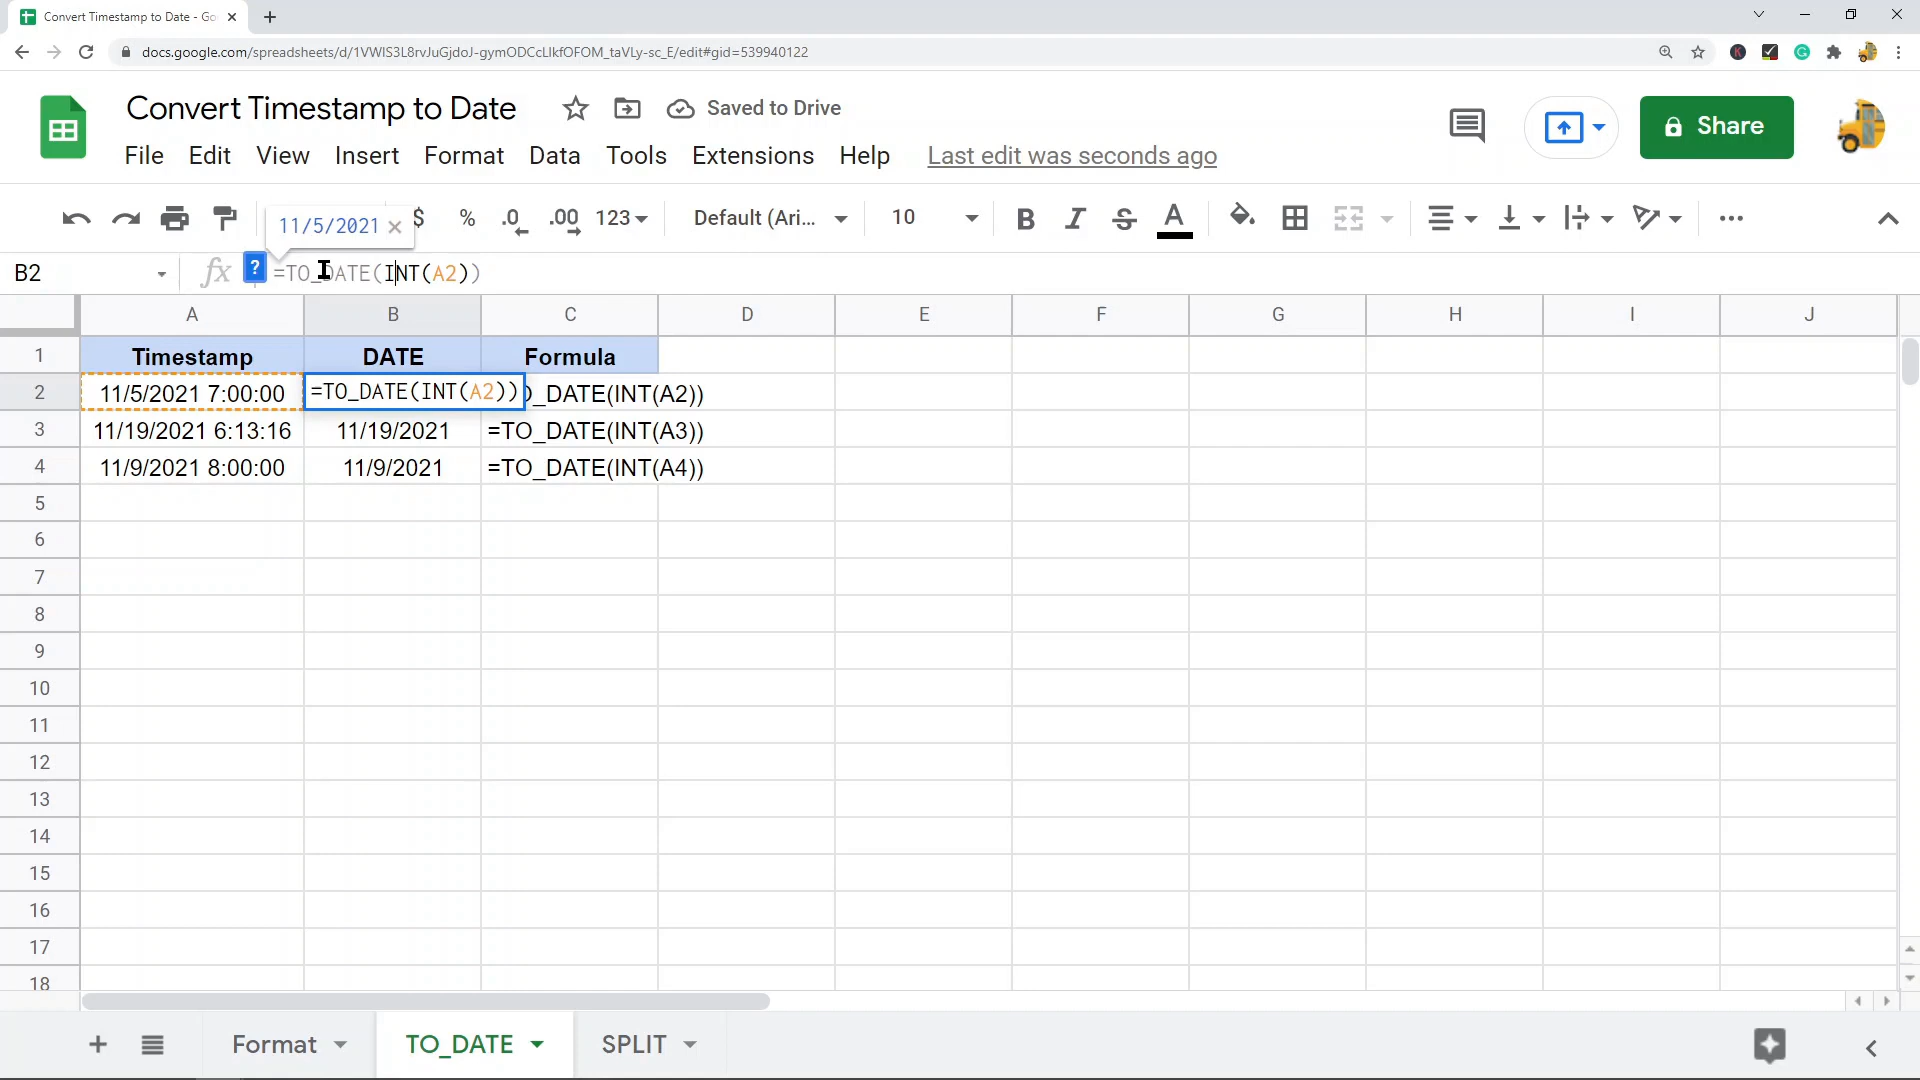 Convert Timestamp to Date - Go
docs.google.com/spreadsheets/d/1VWIS3L8rvJuGjdoJ-gymODCcLIkfOFOM_taVLy-sc_E/edit#gid=539940122
Convert Timestamp to Date Saved to Drive
Share
File Edit View Insert Format Data Tools Extensions Help Last edit was seconds ago
11/5/2021 × $ % .0 .00 123 Default (Ari... 10 B I S A
B2 fx ? =TO_DATE(INT(A2))
A B C D E F G H I J
1 Timestamp DATE Formula
2 11/5/2021 7:00:00 =TO_DATE(INT(A2)) O_DATE(INT(A2))
3 11/19/2021 6:13:16 11/19/2021 =TO_DATE(INT(A3))
4 11/9/2021 8:00:00 11/9/2021 =TO_DATE(INT(A4))
5
6
7
8
9
10
11
12
13
14
15
16
17
18
Format TO_DATE SPLIT